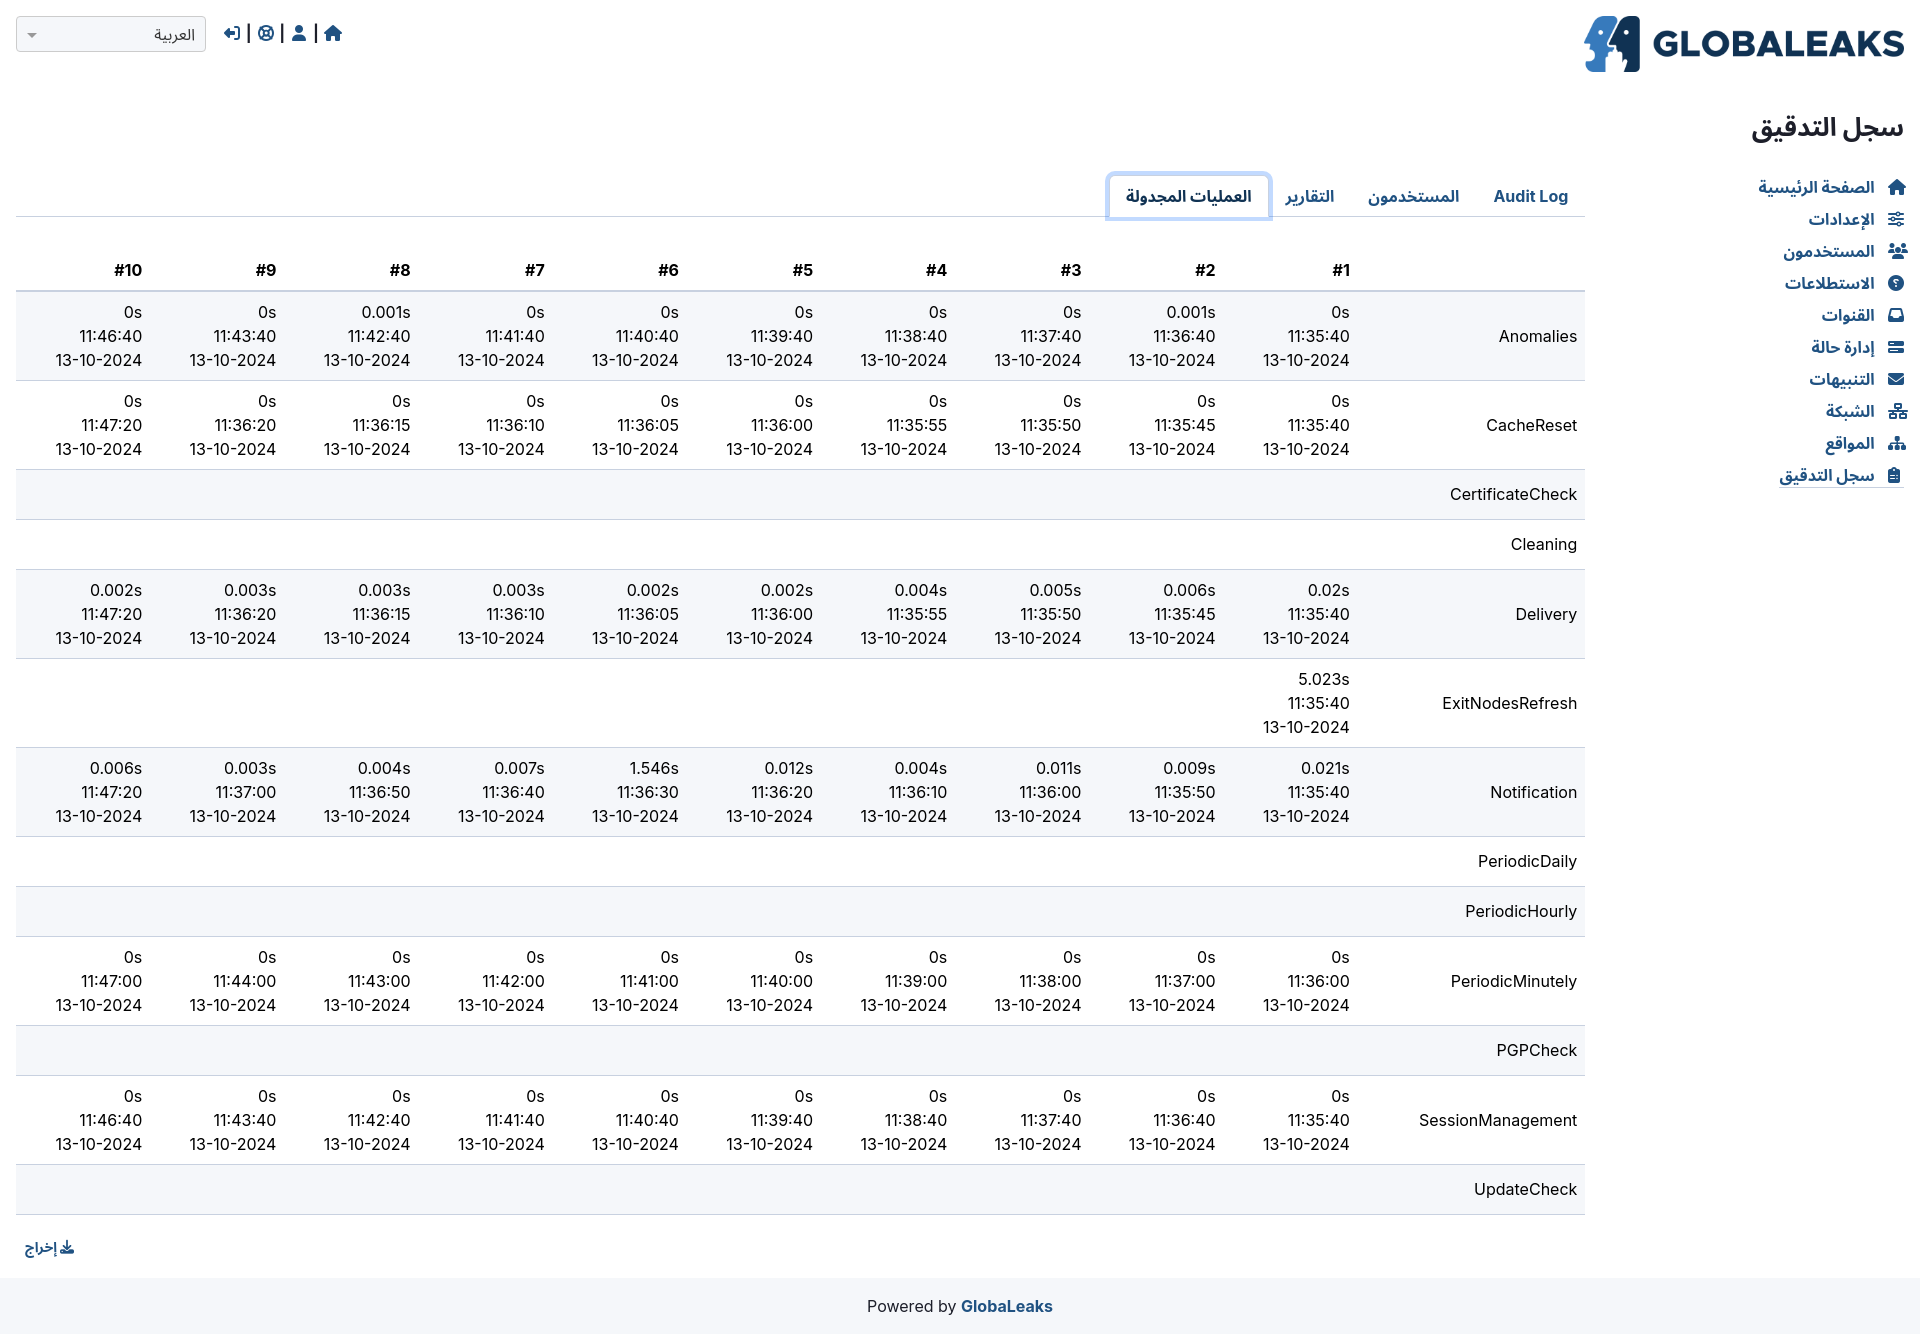 GLOBALEAKS
العربية
سجل التدقيق
الصفحة الرئيسية
الإعدادات
المستخدمون
الاستطلاعات
القنوات
إدارة حالة
التنبيهات
الشبكة
المواقع
سجل التدقيق
Audit Log المستخدمون التقارير العمليات المجدولة
#1 #2 #3 #4 #5 #6 #7 #8 #9 #10
Anomalies
0s 0.001s 0s 0s 0s 0s 0s 0.001s 0s 0s
11:35:40 11:36:40 11:37:40 11:38:40 11:39:40 11:40:40 11:41:40 11:42:40 11:43:40 11:46:40
13-10-2024 13-10-2024 13-10-2024 13-10-2024 13-10-2024 13-10-2024 13-10-2024 13-10-2024 13-10-2024 13-10-2024
CacheReset
0s 0s 0s 0s 0s 0s 0s 0s 0s 0s
11:35:40 11:35:45 11:35:50 11:35:55 11:36:00 11:36:05 11:36:10 11:36:15 11:36:20 11:47:20
13-10-2024 13-10-2024 13-10-2024 13-10-2024 13-10-2024 13-10-2024 13-10-2024 13-10-2024 13-10-2024 13-10-2024
CertificateCheck
Cleaning
Delivery
0.02s 0.006s 0.005s 0.004s 0.002s 0.002s 0.003s 0.003s 0.003s 0.002s
11:35:40 11:35:45 11:35:50 11:35:55 11:36:00 11:36:05 11:36:10 11:36:15 11:36:20 11:47:20
13-10-2024 13-10-2024 13-10-2024 13-10-2024 13-10-2024 13-10-2024 13-10-2024 13-10-2024 13-10-2024 13-10-2024
ExitNodesRefresh
5.023s
11:35:40
13-10-2024
Notification
0.021s 0.009s 0.011s 0.004s 0.012s 1.546s 0.007s 0.004s 0.003s 0.006s
11:35:40 11:35:50 11:36:00 11:36:10 11:36:20 11:36:30 11:36:40 11:36:50 11:37:00 11:47:20
13-10-2024 13-10-2024 13-10-2024 13-10-2024 13-10-2024 13-10-2024 13-10-2024 13-10-2024 13-10-2024 13-10-2024
PeriodicDaily
PeriodicHourly
PeriodicMinutely
0s 0s 0s 0s 0s 0s 0s 0s 0s 0s
11:36:00 11:37:00 11:38:00 11:39:00 11:40:00 11:41:00 11:42:00 11:43:00 11:44:00 11:47:00
13-10-2024 13-10-2024 13-10-2024 13-10-2024 13-10-2024 13-10-2024 13-10-2024 13-10-2024 13-10-2024 13-10-2024
PGPCheck
SessionManagement
0s 0s 0s 0s 0s 0s 0s 0s 0s 0s
11:35:40 11:36:40 11:37:40 11:38:40 11:39:40 11:40:40 11:41:40 11:42:40 11:43:40 11:46:40
13-10-2024 13-10-2024 13-10-2024 13-10-2024 13-10-2024 13-10-2024 13-10-2024 13-10-2024 13-10-2024 13-10-2024
UpdateCheck
إخراج
Powered by GlobaLeaks